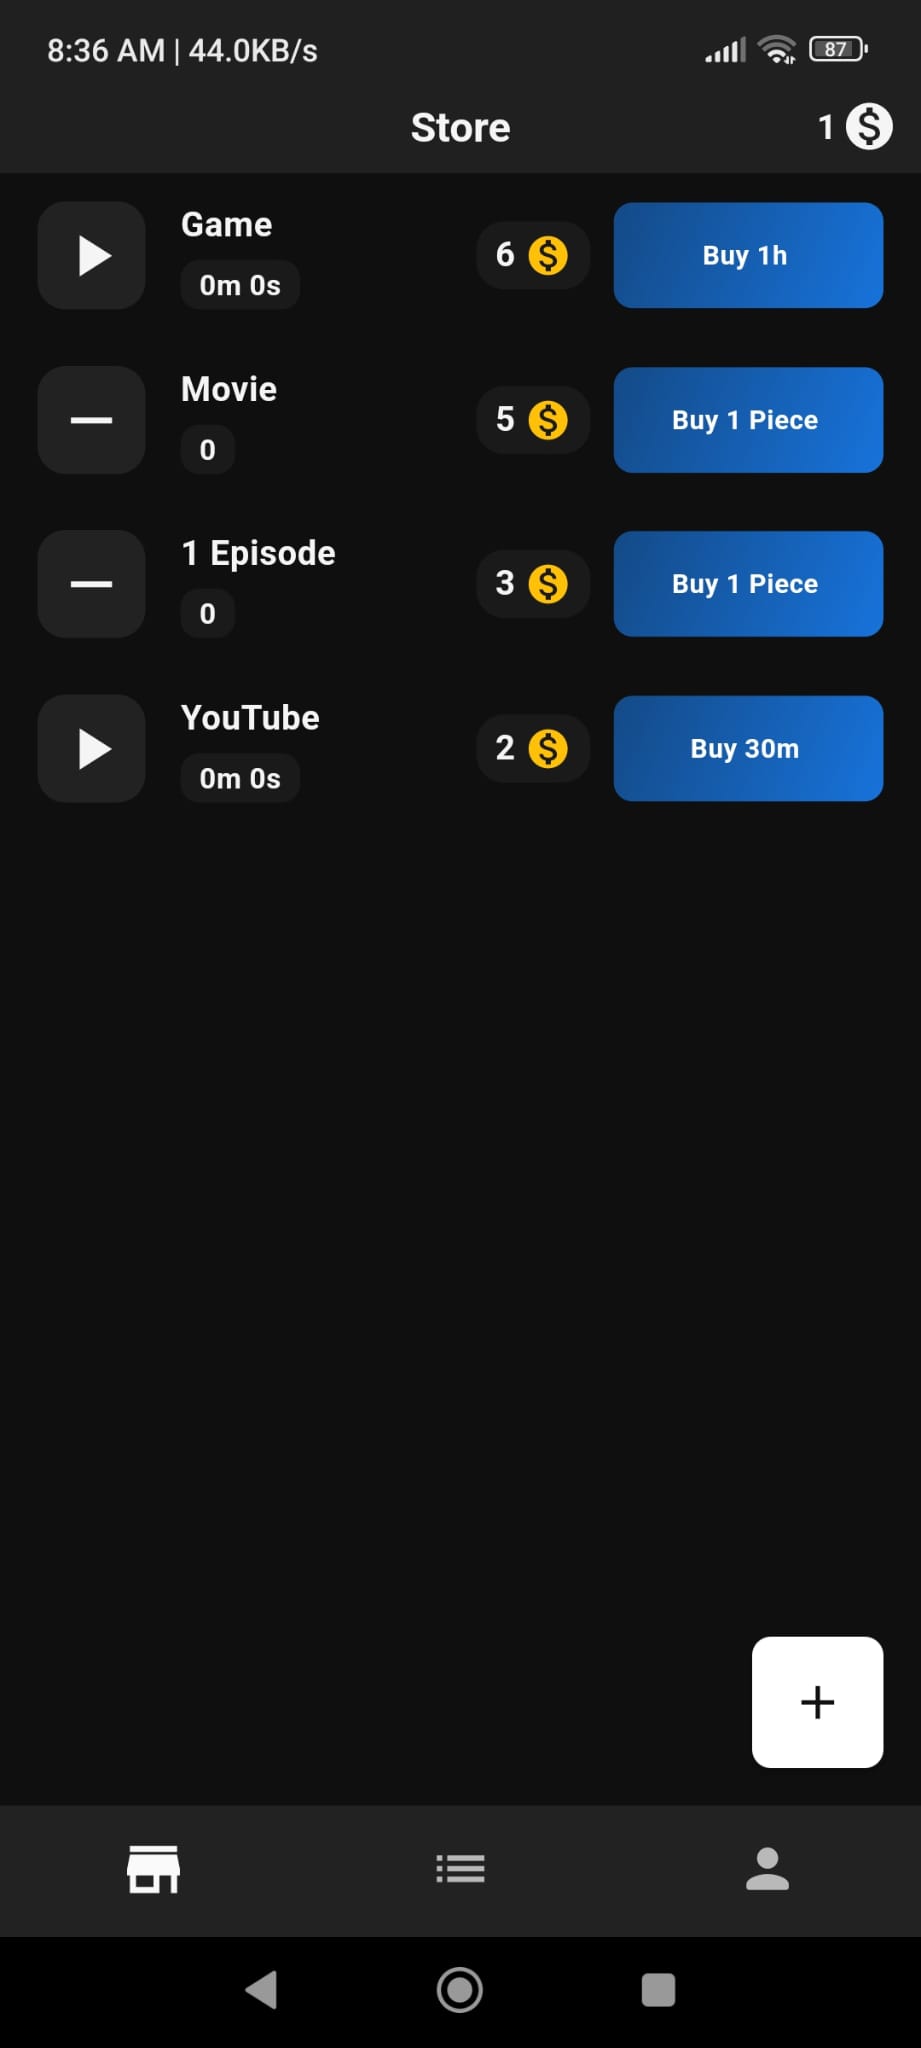 8:36 AM | 44.0KB/s 87
Store 1 $
Game
0m 0s
6 $
Buy 1h
Movie
0
5 $
Buy 1 Piece
1 Episode
0
3 $
Buy 1 Piece
YouTube
0m 0s
2 $
Buy 30m
+